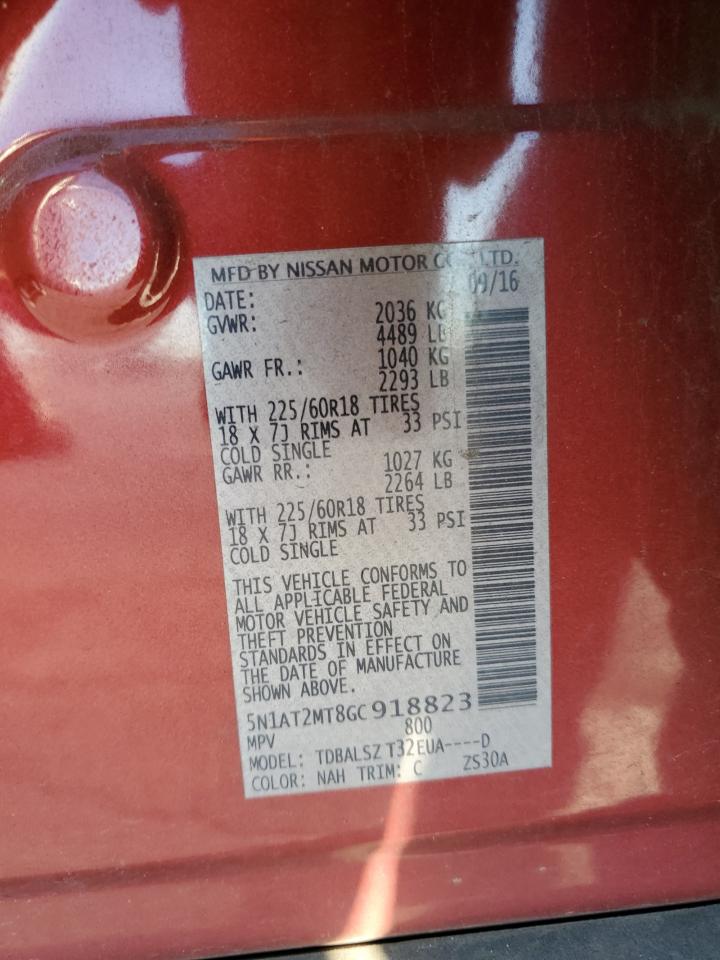 MFD BY NISSAN MOTOR LTD.
DATE: 09/16
GVWR: 2036 KG
4489 LB
GAWR FR.: 1040 KG
2293 LB
WITH 225/60R18 TIRES
18 X 7J RIMS AT 33 PSI
COLD SINGLE
GAWR RR.: 1027 KG
2264 LB
WITH 225/60R18 TIRES
18 X 7J RIMS AT 33 PSI
COLD SINGLE
THIS VEHICLE CONFORMS TO
ALL APPLICABLE FEDERAL
MOTOR VEHICLE SAFETY AND
THEFT PREVENTION
STANDARDS IN EFFECT ON
THE DATE OF MANUFACTURE
SHOWN ABOVE.
5N1AT2MT8GC918823
MPV 800
MODEL: TDBALSZ T32EUA----D
COLOR: NAH TRIM: C ZS30A